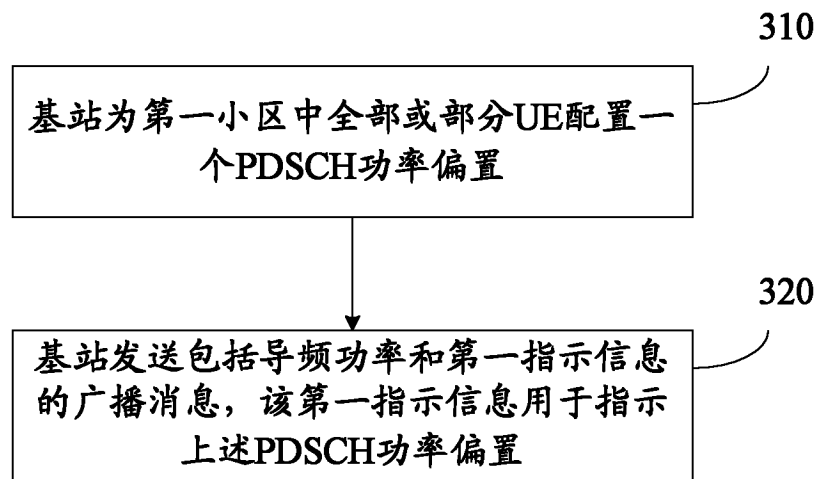 310
基站为第一小区中全部或部分UE配置一
个PDSCH功率偏置
320
基站发送包括导频功率和第一指示信息
的广播消息，该第一指示信息用于指示
上述PDSCH功率偏置